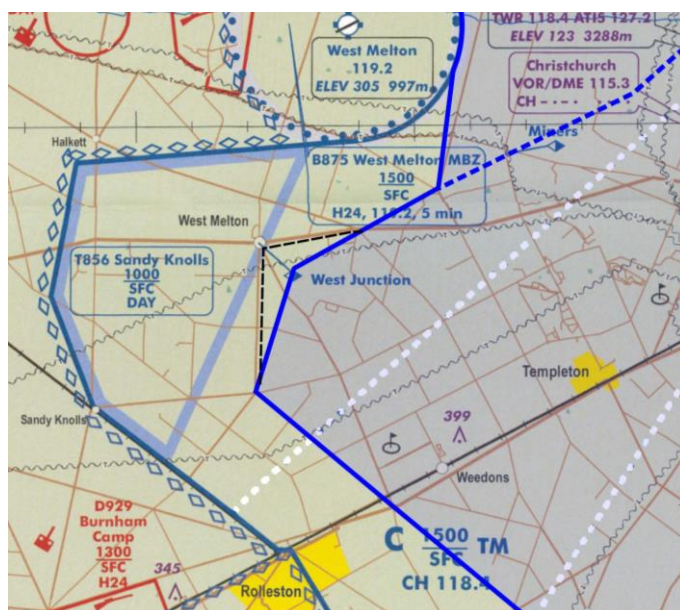 TWR 118.4 ATIS 127.2
ELEV 123 3288m
West Melton
119.2
ELEV 305 997m
Christchurch
VOR/DME 115.3
CH – · – ·
Miners
Halkett
B875 West Melton MBZ
1500
SFC
H24, 119.2, 5 min
West Melton
T856 Sandy Knolls
1000
SFC
DAY
West Junction
Templeton
Sandy Knolls
399
Weedons
D929
Burnham
Camp
1300
SFC
H24
345
C 1500 TM
SFC
CH 118.4
Rolleston